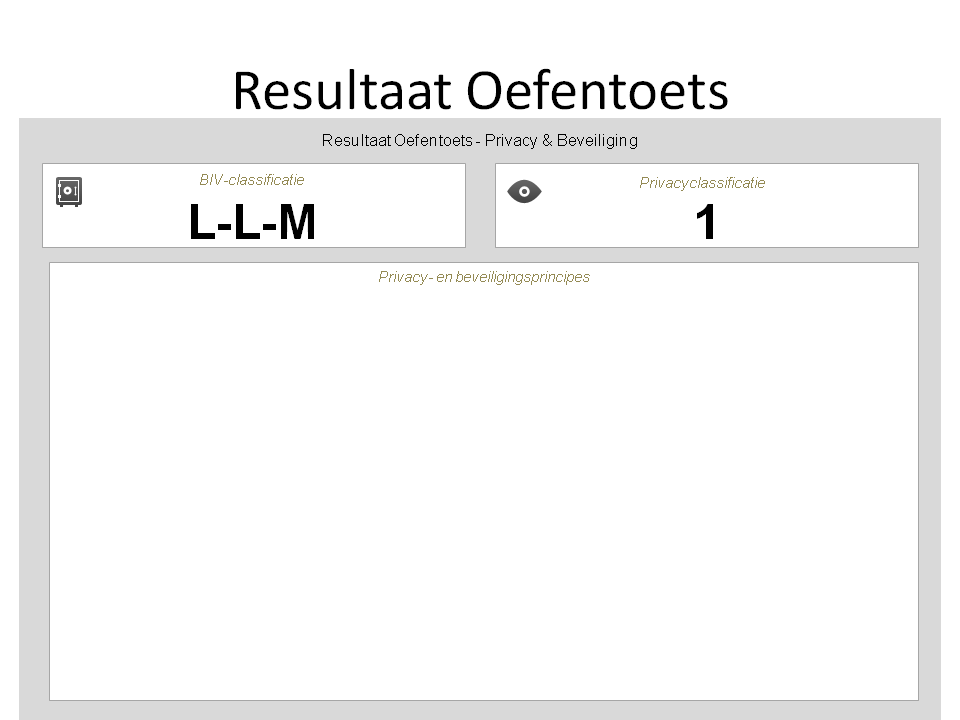 Resultaat Oefentoets
Resultaat Oefentoets - Privacy & Beveiliging
BIV-classificatie
L-L-M
Privacyclassificatie
1
Privacy- en beveiligingsprincipes